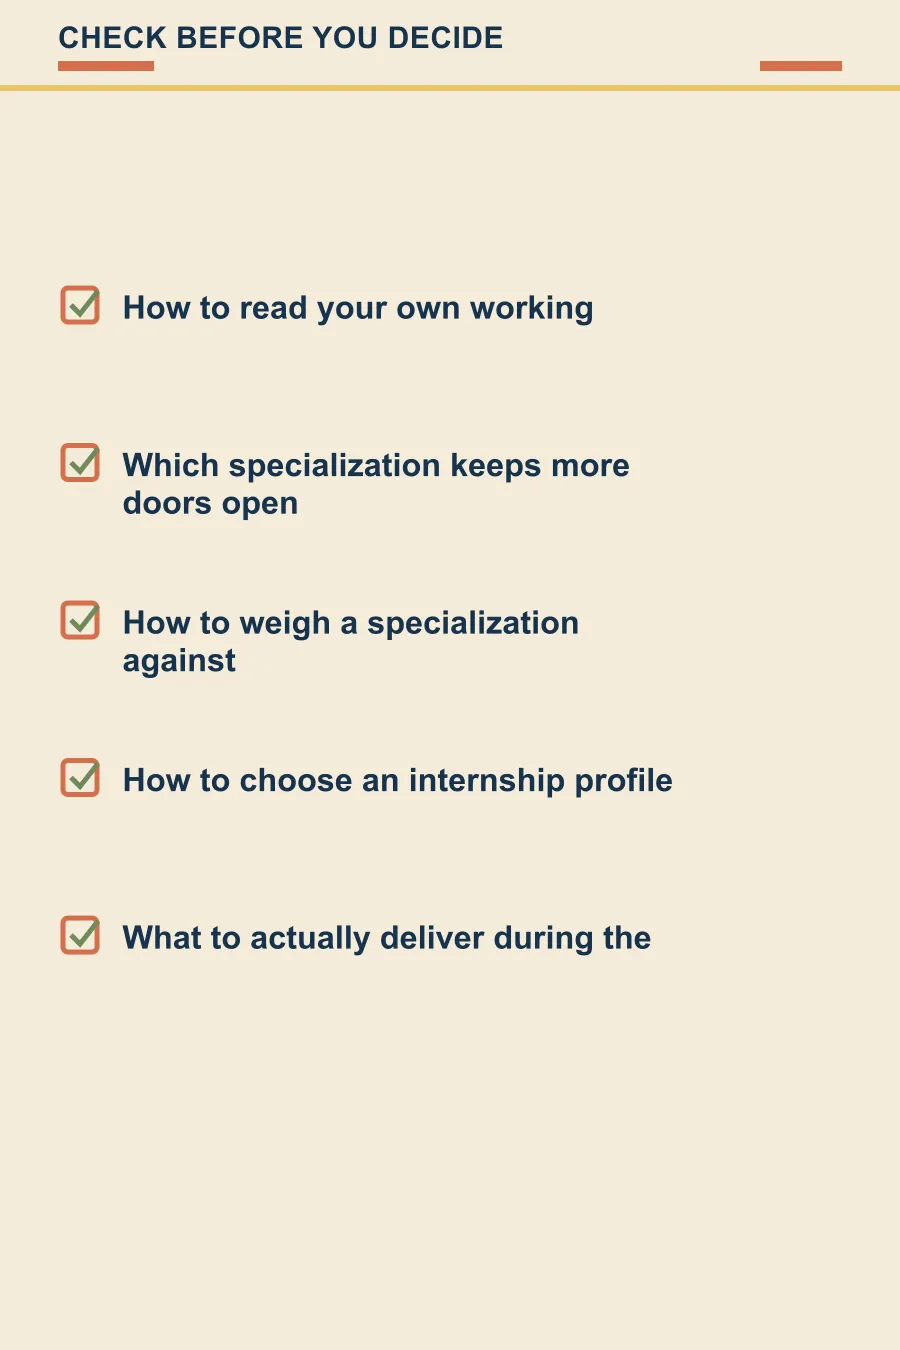 CHECK BEFORE YOU DECIDE
How to read your own working
Which specialization keeps more
doors open
How to weigh a specialization
against
How to choose an internship profile
What to actually deliver during the